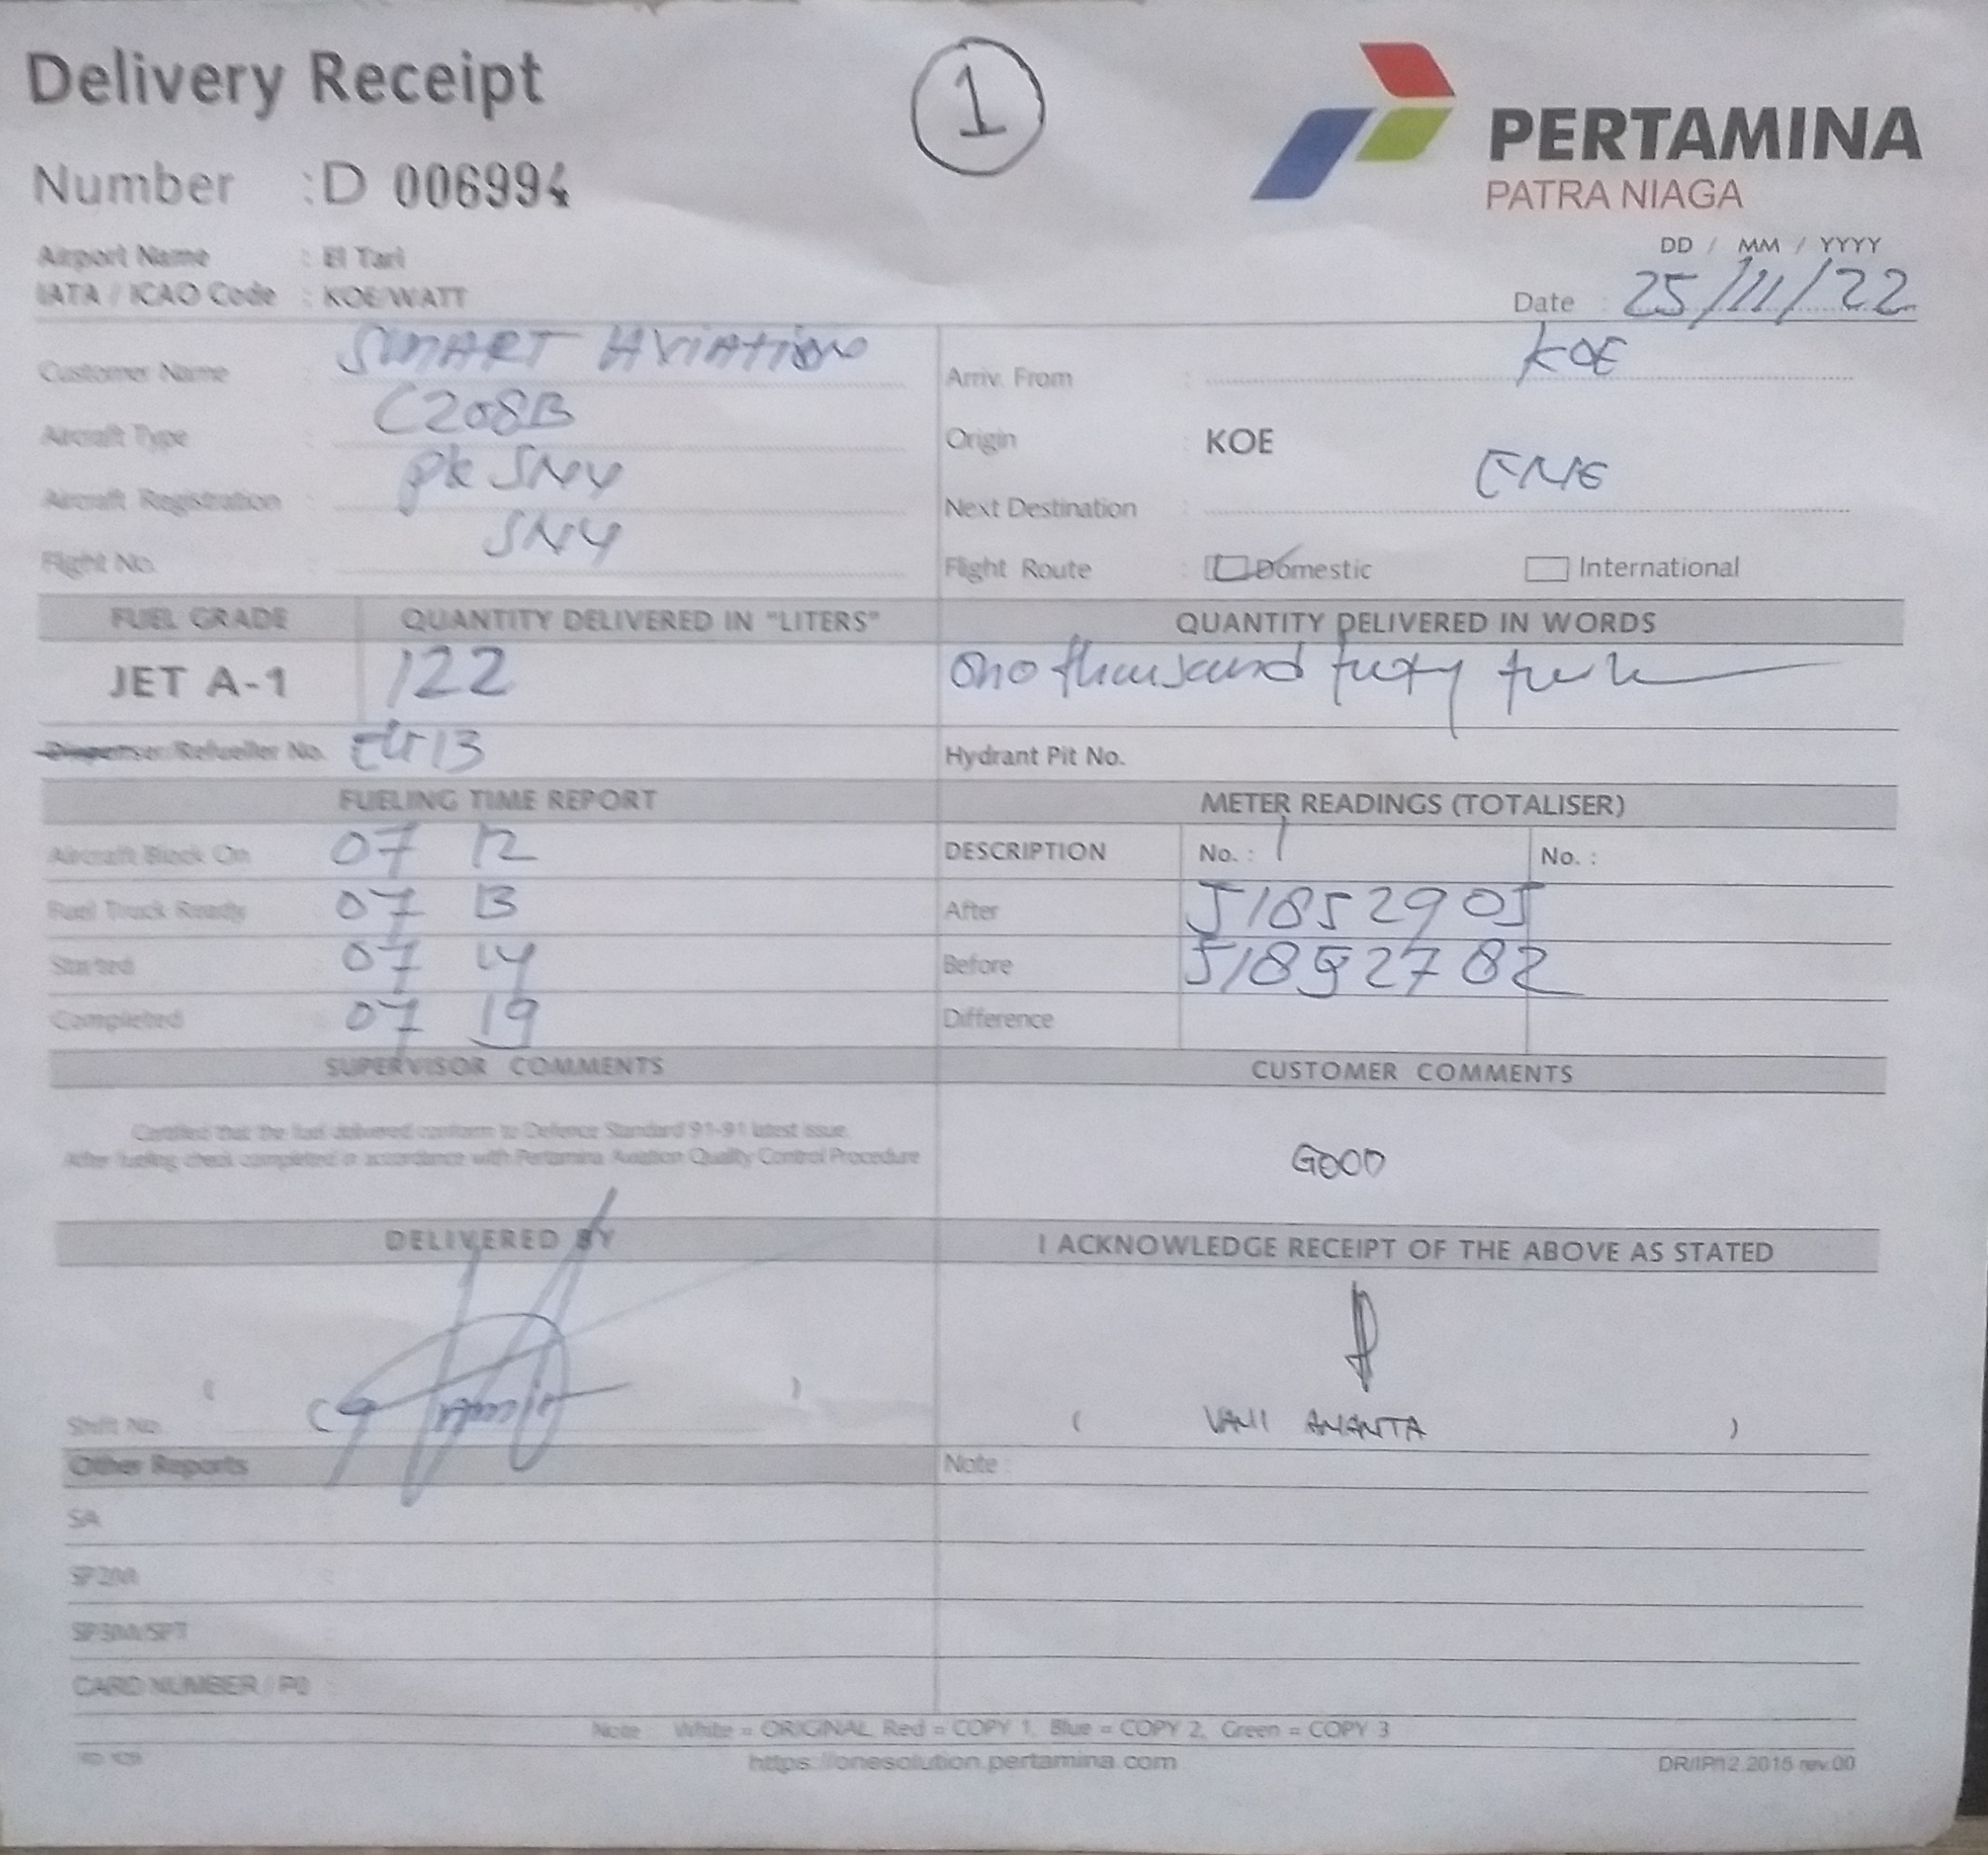 Delivery Receipt
1
PERTAMINA
PATRA NIAGA
Number : D 006994
Airport Name : El Tari
IATA / ICAO Code : KOE/WATT
DD / MM / YYYY
Date : 25/11/22
Customer Name : SMART AVIATION
Arriv. From : KOE
Aircraft Type : C208B
Origin : KOE
Aircraft Registration : PK SNY
Next Destination : ENE
Flight No. : SNY
Flight Route : Domestic International
FUEL GRADE QUANTITY DELIVERED IN "LITERS" QUANTITY DELIVERED IN WORDS
JET A-1 122 one thousand
Dispenser/Refueller No. 13
Hydrant Pit No.
FUELING TIME REPORT METER READINGS (TOTALISER)
Aircraft Block On 07 12
DESCRIPTION No. : 1 No. :
Fuel Truck Ready 07 13
After 51852905
Started 07 14
Before 51852782
Completed 07 19
Difference
SUPERVISOR COMMENTS CUSTOMER COMMENTS
Certified that the fuel delivered conform to Defence Standard 91-91 latest issue.
After fueling check completed in accordance with Pertamina Aviation Quality Control Procedure
GOOD
DELIVERED BY I ACKNOWLEDGE RECEIPT OF THE ABOVE AS STATED
( )
Shift No.
( VANI ANANTA )
Other Reports
Note :
SA
CARD NUMBER / PO
Note White = ORIGINAL, Red = COPY 1, Blue = COPY 2, Green = COPY 3
https://onesolution.pertamina.com
DR/IP/12.2015 rev.00